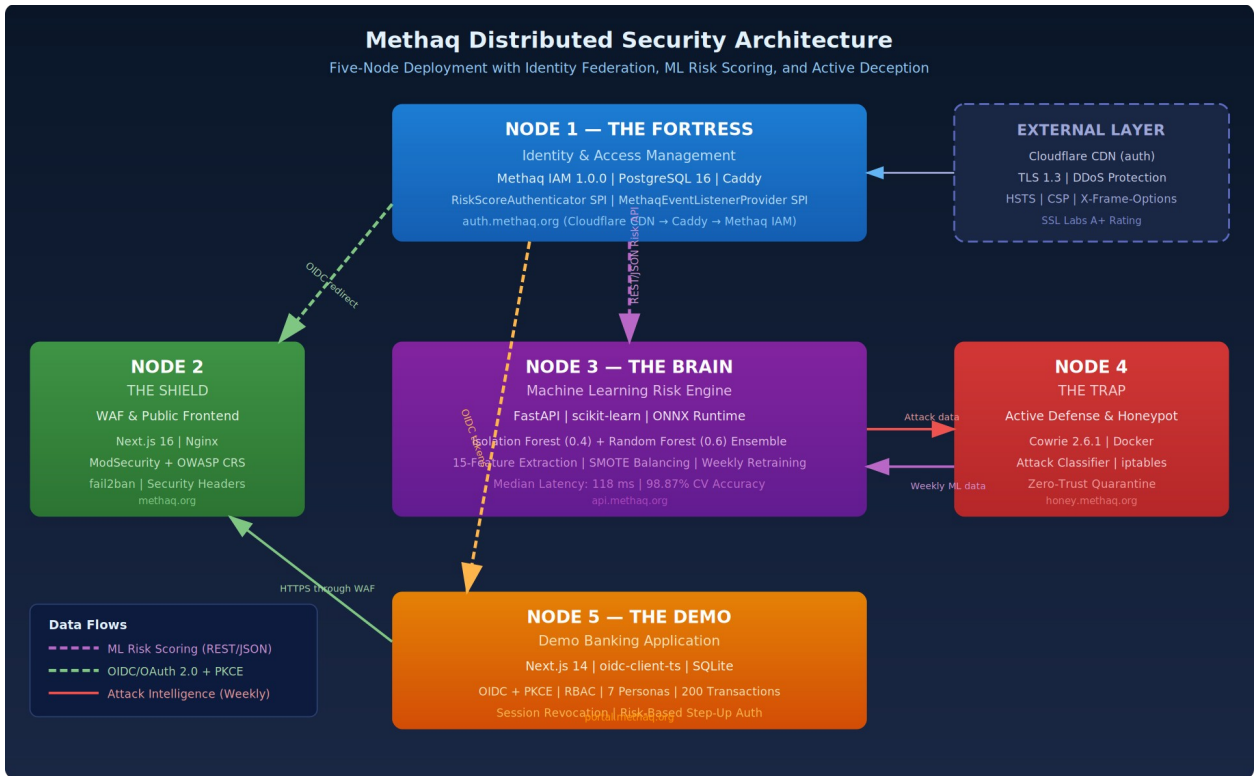 Methaq Distributed Security Architecture
Five-Node Deployment with Identity Federation, ML Risk Scoring, and Active Deception
NODE 1 — THE FORTRESS
Identity & Access Management
Methaq IAM 1.0.0 | PostgreSQL 16 | Caddy
RiskScoreAuthenticator SPI | MethaqEventListenerProvider SPI
auth.methaq.org (Cloudflare CDN → Caddy → Methaq IAM)
EXTERNAL LAYER
Cloudflare CDN (auth)
TLS 1.3 | DDoS Protection
HSTS | CSP | X-Frame-Options
SSL Labs A+ Rating
OIDC redirect
REST/JSON Risk API
NODE 2
THE SHIELD
WAF & Public Frontend
Next.js 16 | Nginx
ModSecurity + OWASP CRS
fail2ban | Security Headers
methaq.org
NODE 3 — THE BRAIN
Machine Learning Risk Engine
FastAPI | scikit-learn | ONNX Runtime
Isolation Forest (0.4) + Random Forest (0.6) Ensemble
15-Feature Extraction | SMOTE Balancing | Weekly Retraining
Median Latency: 118 ms | 98.87% CV Accuracy
api.methaq.org
OIDC tokens
Attack data
Weekly ML data
NODE 4
THE TRAP
Active Defense & Honeypot
Cowrie 2.6.1 | Docker
Attack Classifier | iptables
Zero-Trust Quarantine
honey.methaq.org
HTTPS through WAF
NODE 5 — THE DEMO
Demo Banking Application
Next.js 14 | oidc-client-ts | SQLite
OIDC + PKCE | RBAC | 7 Personas | 200 Transactions
Session Revocation | Risk-Based Step-Up Auth
portal.methaq.org
Data Flows
ML Risk Scoring (REST/JSON)
OIDC/OAuth 2.0 + PKCE
Attack Intelligence (Weekly)